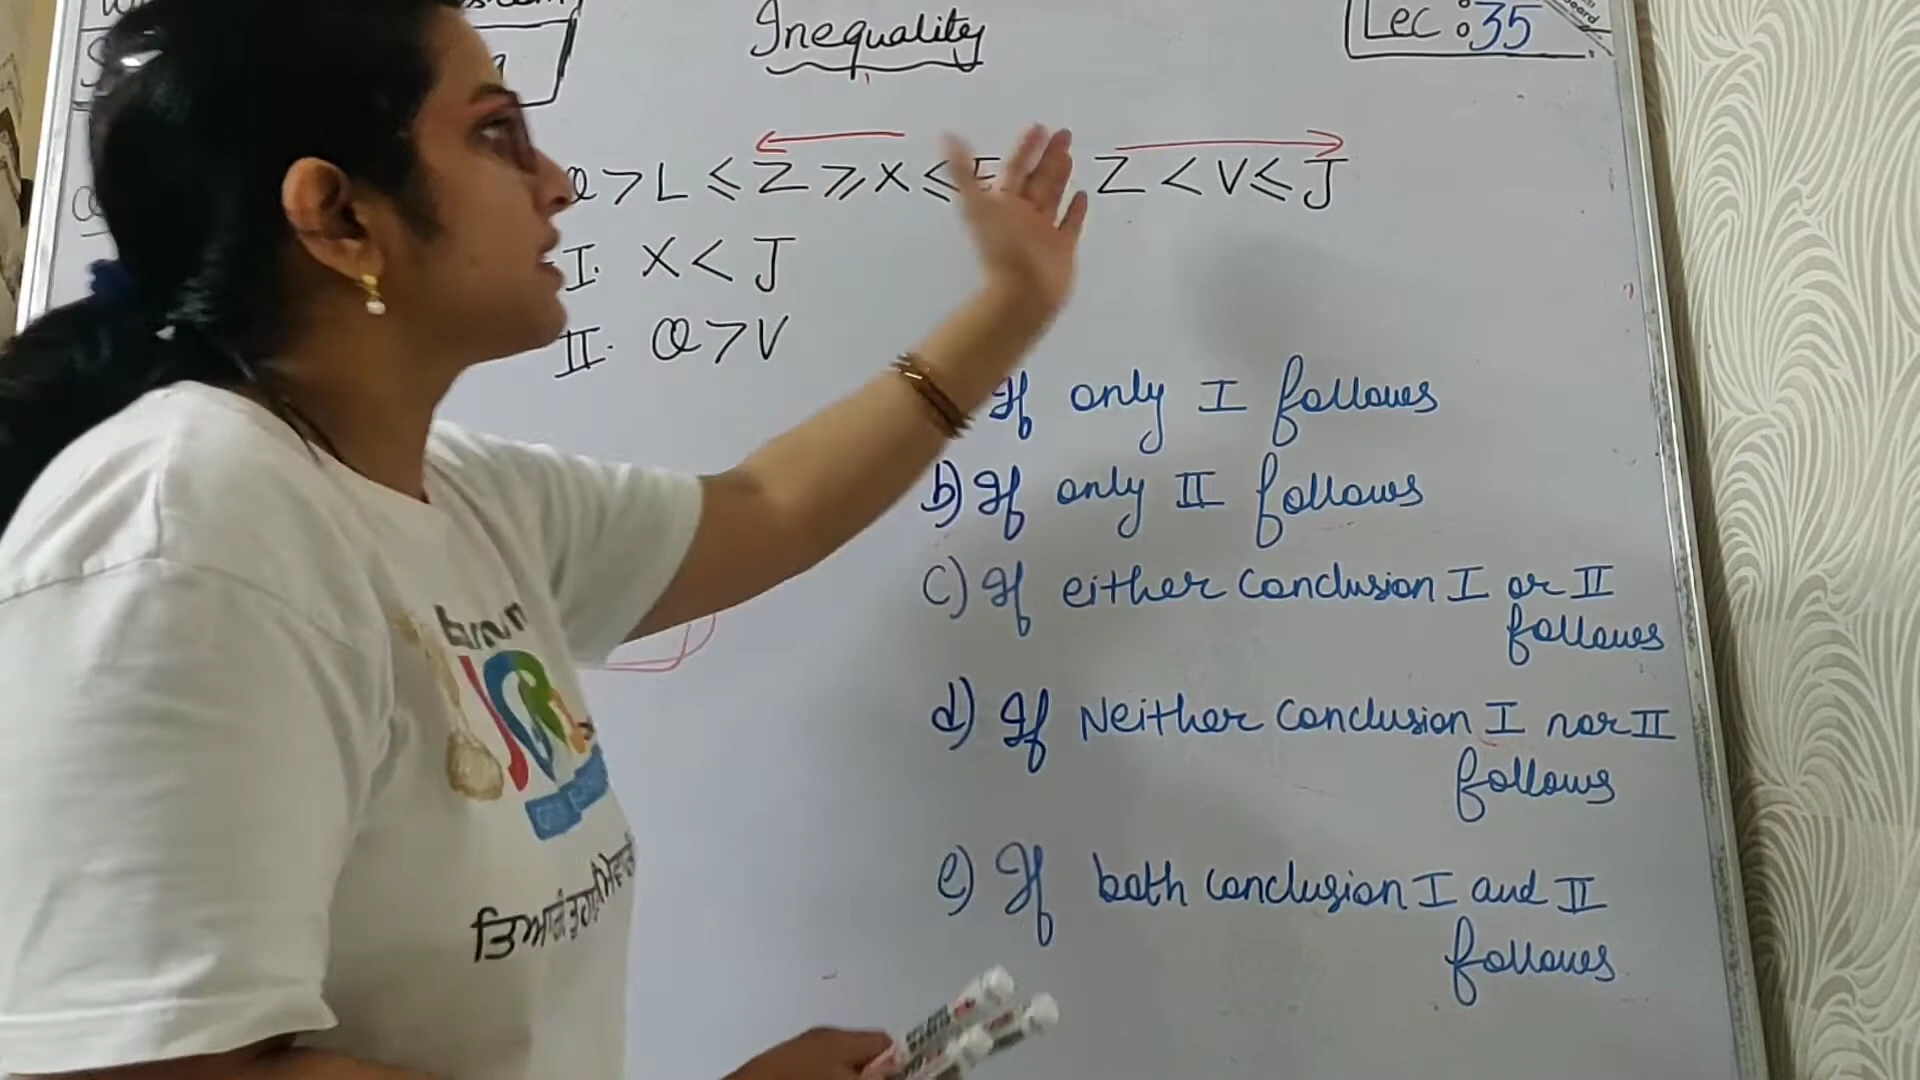 Inequality
Lec : 35
Q > L ≤ Z ⩾ X ≤ E Z < V ≤ J
I. X < J
II. Q > V
If only I follows
b) If only II follows
c) If either conclusion I or II
follows
d) If Neither conclusion I nor II
follows
e) If both conclusion I and II
follows